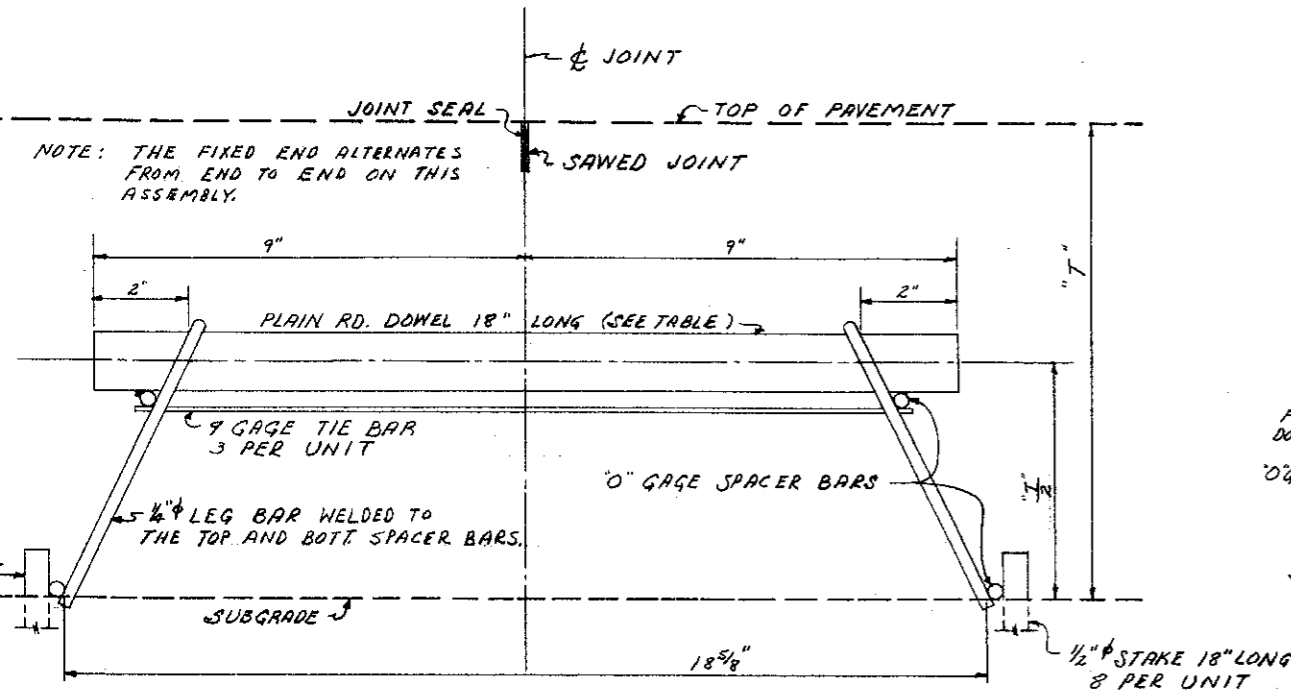 ℄ JOINT
JOINT SEAL
TOP OF PAVEMENT
NOTE: THE FIXED END ALTERNATES
FROM END TO END ON THIS
ASSEMBLY.
SAWED JOINT
9"
9"
"T"
2"
2"
PLAIN RD. DOWEL 18" LONG (SEE TABLE)
9 GAGE TIE BAR
3 PER UNIT
DO
"O" GAGE SPACER BARS
"O"G
"T/2"
1/4"ϕ LEG BAR WELDED TO
THE TOP AND BOTT. SPACER BARS.
SUBGRADE
18 5/8"
1/2"ϕ STAKE 18" LONG
8 PER UNIT